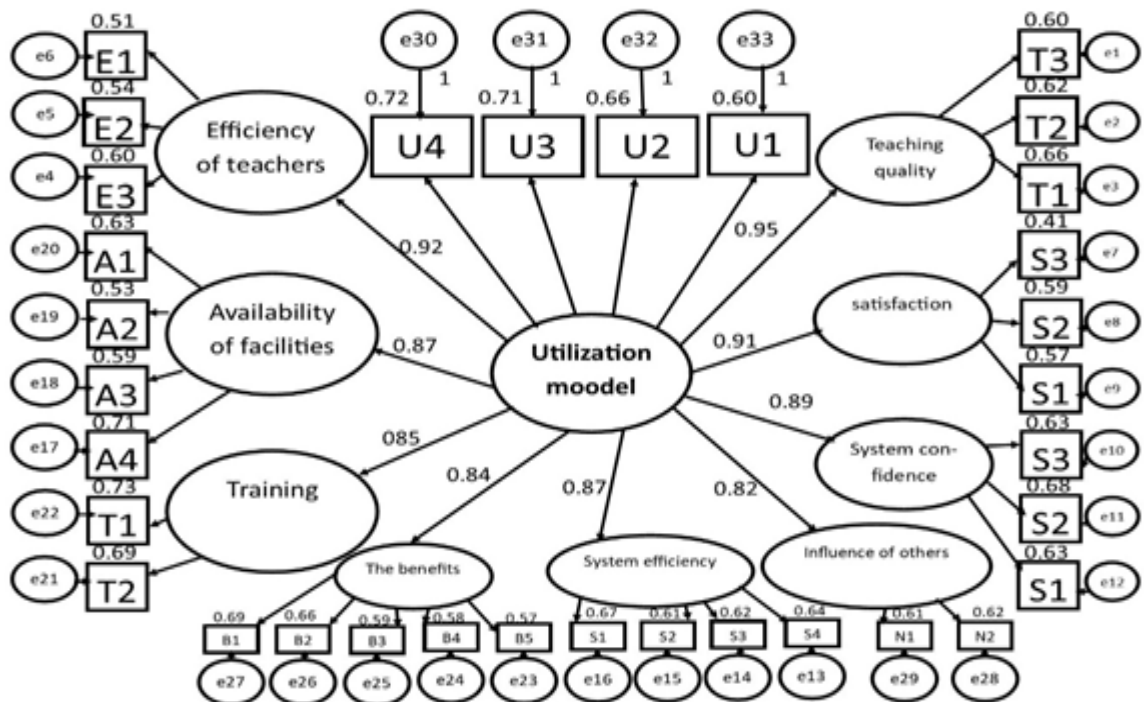 0.51
e6
E1
0.54
e5
E2
0.60
e4
E3
0.63
e20
A1
0.53
e19
A2
0.59
e18
A3
0.71
e17
A4
0.73
e22
T1
0.69
e21
T2
Efficiency
of teachers
Availability
of facilities
Training
e30
e31
e32
e33
1
1
1
1
0.72
0.71
0.66
0.60
U4
U3
U2
U1
0.92
0.95
0.87
0.91
Utilization
moodel
085
0.89
0.84
0.87
0.82
Teaching
quality
satisfaction
System con-
fidence
0.60
T3
e1
0.62
T2
e2
0.66
T1
e3
0.41
S3
e7
0.59
S2
e8
0.57
S1
e9
0.63
S3
e10
0.68
S2
e11
0.63
S1
e12
The benefits
System efficiency
Influence of others
0.69
0.66
0.59
0.58
0.57
0.67
0.61
0.62
0.64
0.61
0.62
B1
B2
B3
B4
B5
S1
S2
S3
S4
N1
N2
e27
e26
e25
e24
e23
e16
e15
e14
e13
e29
e28